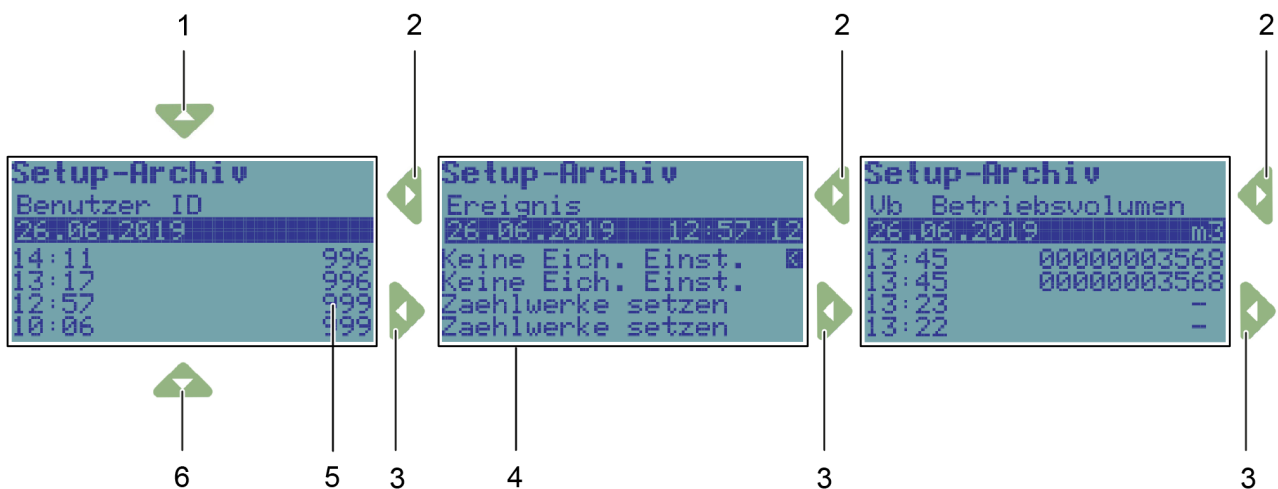 1
2
2
2
Setup-Archiv
Benutzer ID
26.06.2019
14:11 996
13:17 996
12:57 999
10:06 999
Setup-Archiv
Ereignis
26.06.2019 12:57:12
Keine Eich. Einst.
Keine Eich. Einst.
Zaehlwerke setzen
Zaehlwerke setzen
Setup-Archiv
Vb Betriebsvolumen
26.06.2019 m3
13:45 00000003568
13:45 00000003568
13:23 -
13:22 -
6
5
3
4
3
3